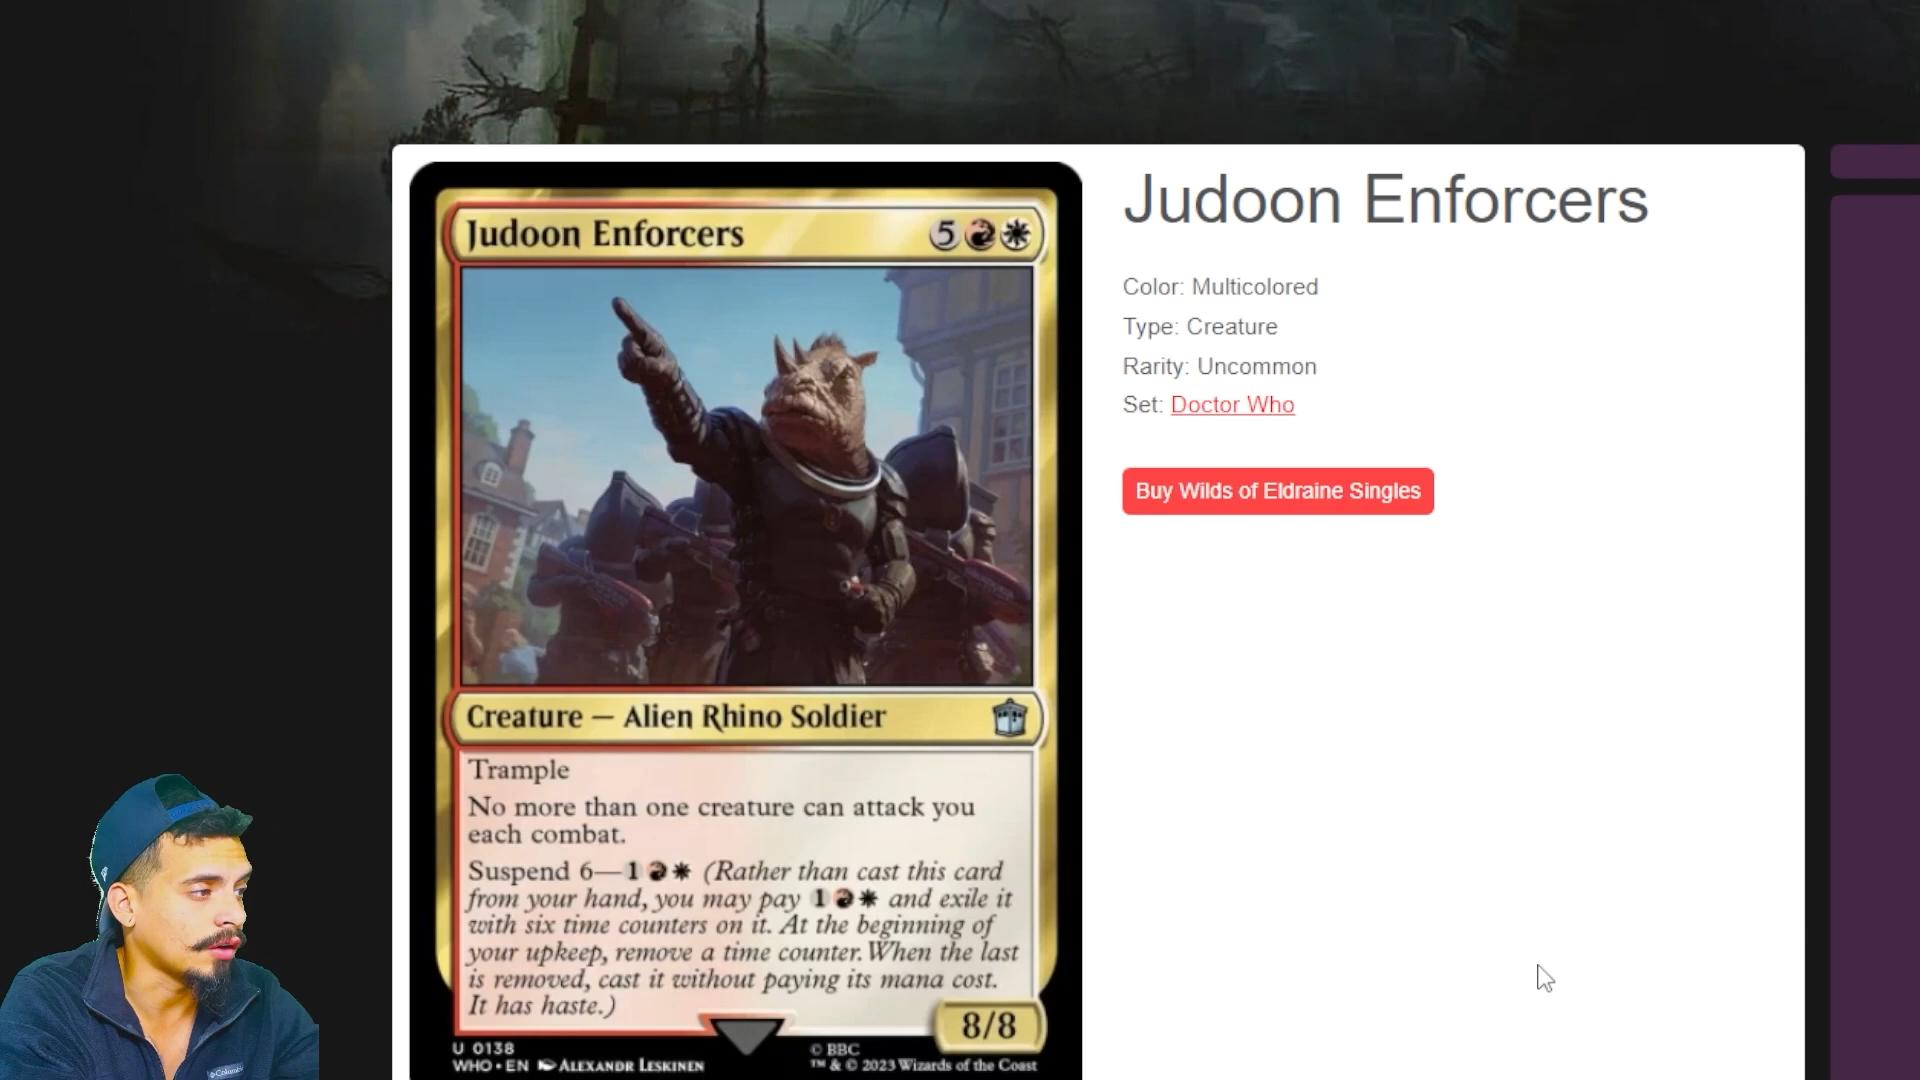 Judoon Enforcers
5
Creature — Alien Rhino Soldier
Trample
No more than one creature can attack you
each combat.
Suspend 6—1 (Rather than cast this card
from your hand, you may pay 1 and exile it
with six time counters on it. At the beginning of
your upkeep, remove a time counter. When the last
is removed, cast it without paying its mana cost.
It has haste.)
8/8
U 0138
WHO • EN ALEXANDR LESKINEN
© BBC
™ & © 2023 Wizards of the Coast
Judoon Enforcers
Color: Multicolored
Type: Creature
Rarity: Uncommon
Set: Doctor Who
Buy Wilds of Eldraine Singles
Columbia